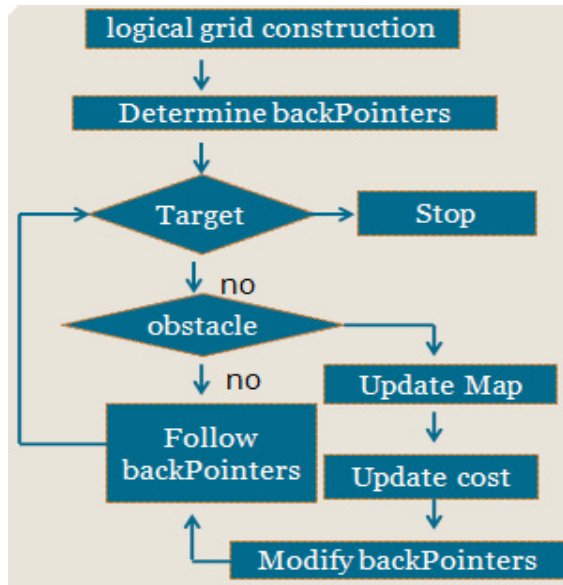 logical grid construction
Determine backPointers
Target
Stop
no
obstacle
no
Update Map
Follow
backPointers
Update cost
Modify backPointers